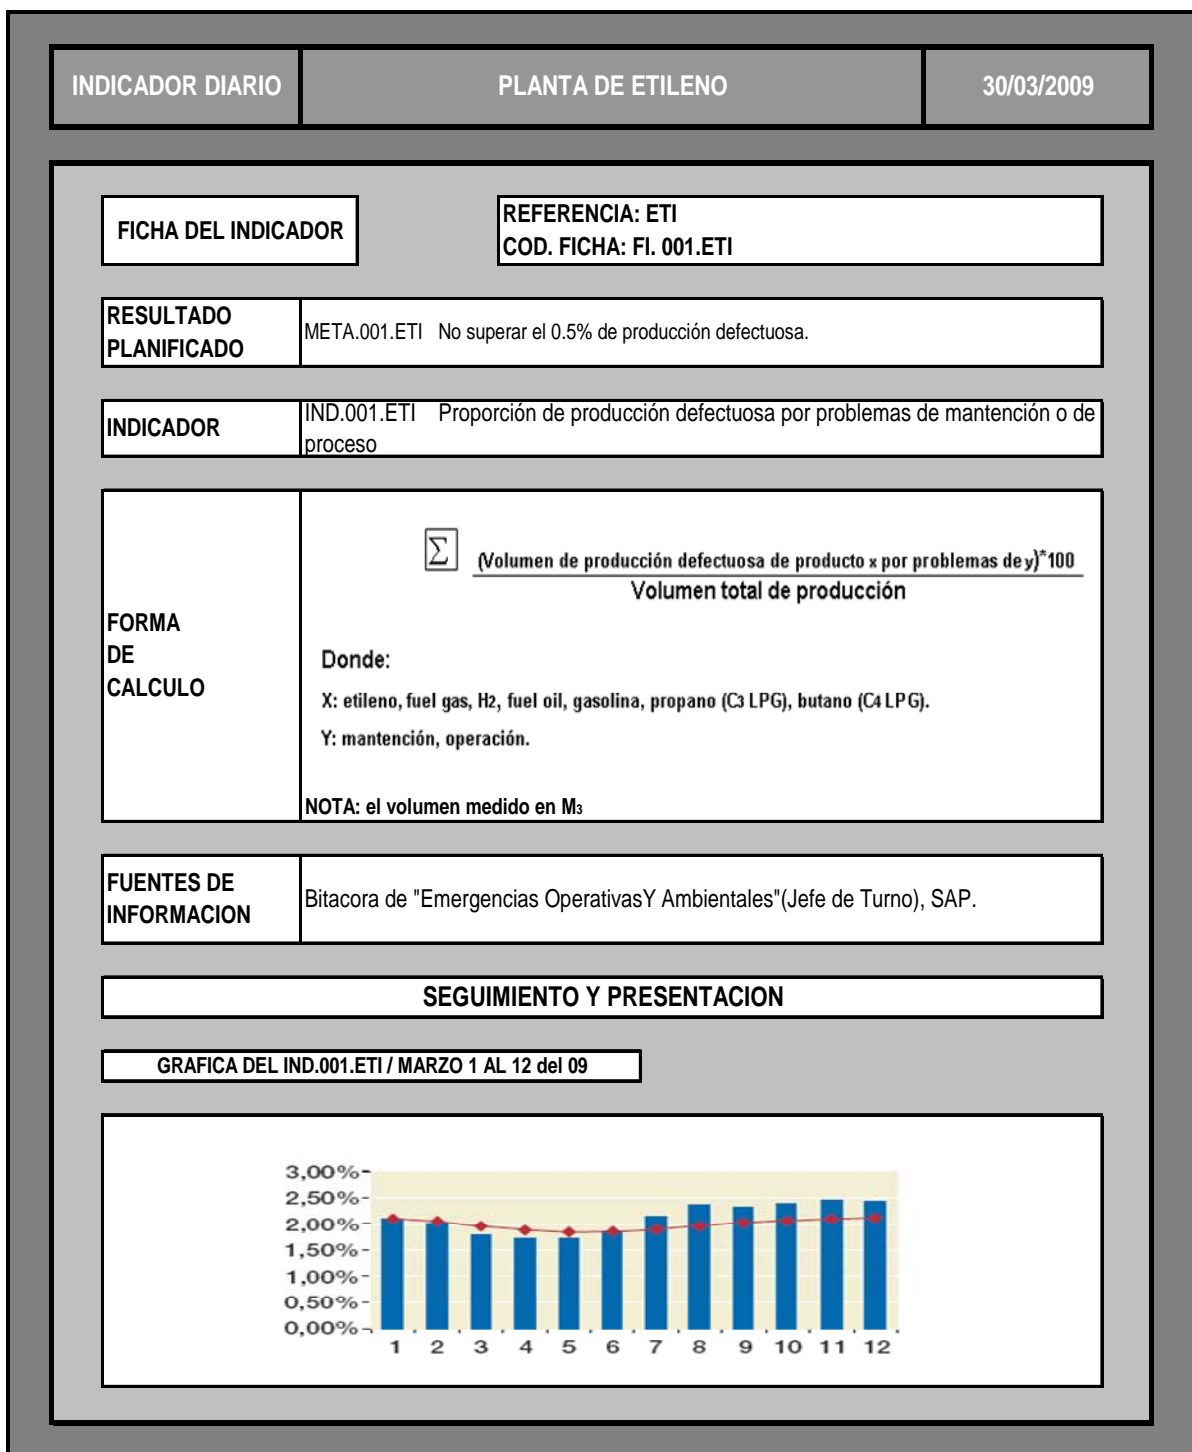 INDICADOR DIARIO
PLANTA DE ETILENO
30/03/2009
FICHA DEL INDICADOR
REFERENCIA: ETI
COD. FICHA: FI. 001.ETI
RESULTADO
PLANIFICADO
META.001.ETI No superar el 0.5% de producción defectuosa.
INDICADOR
IND.001.ETI Proporción de producción defectuosa por problemas de mantención o de
proceso
FORMA
DE
CALCULO
∑ (Volumen de producción defectuosa de producto x por problemas de y)*100
Volumen total de producción
Donde:
X: etileno, fuel gas, H2, fuel oil, gasolina, propano (C3 LPG), butano (C4 LPG).
Y: mantención, operación.
NOTA: el volumen medido en M3
FUENTES DE
INFORMACION
Bitacora de "Emergencias OperativasY Ambientales"(Jefe de Turno), SAP.
SEGUIMIENTO Y PRESENTACION
GRAFICA DEL IND.001.ETI / MARZO 1 AL 12 del 09
3,00%
2,50%
2,00%
1,50%
1,00%
0,50%
0,00%
1 2 3 4 5 6 7 8 9 10 11 12